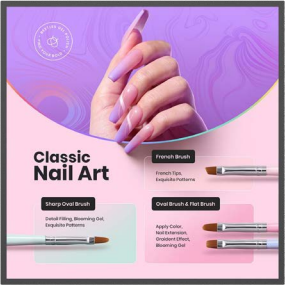 Classic
Nail Art
French Brush
French Tips,
Exquisite Patterns
Sharp Oval Brush
Detail Filling, Blooming Gel,
Exquisite Patterns
Oval Brush & Flat Brush
Apply Color,
Nail Extension,
Graident Effect,
Blooming Gel